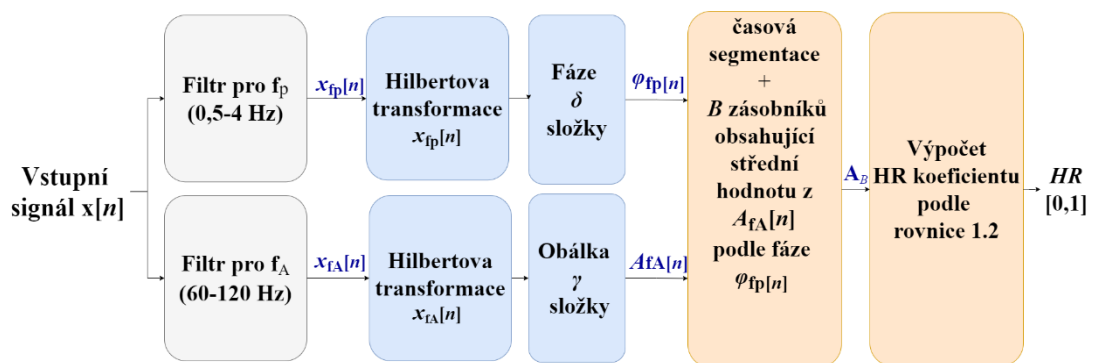 Vstupní
signál x[n]
Filtr pro fp
(0,5-4 Hz)
xfp[n]
Hilbertova
transformace
xfp[n]
Fáze
δ
složky
φfp[n]
Filtr pro fA
(60-120 Hz)
xfA[n]
Hilbertova
transformace
xfA[n]
Obálka
γ
složky
AfA[n]
časová
segmentace
+
B zásobníků
obsahující
střední
hodnotu z
AfA[n]
podle fáze
φfp[n]
AB
Výpočet
HR koeficientu
podle
rovnice 1.2
HR
[0,1]